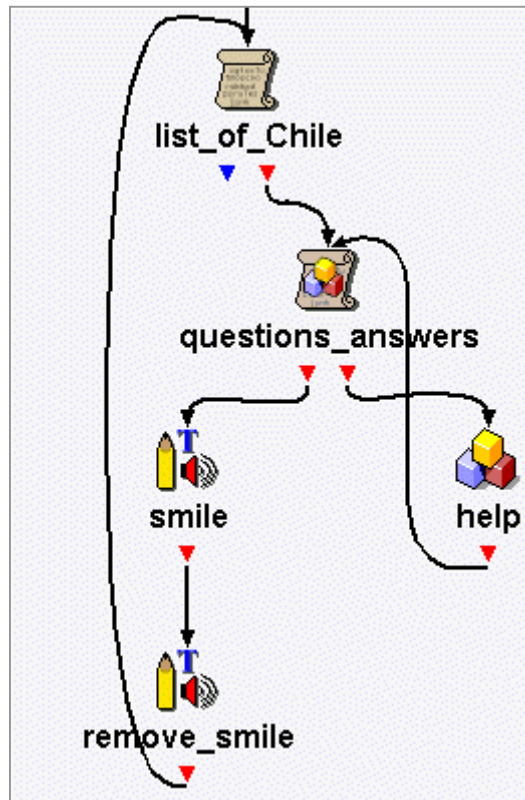 list_of_Chile
questions_answers
T
smile
help
T
remove_smile